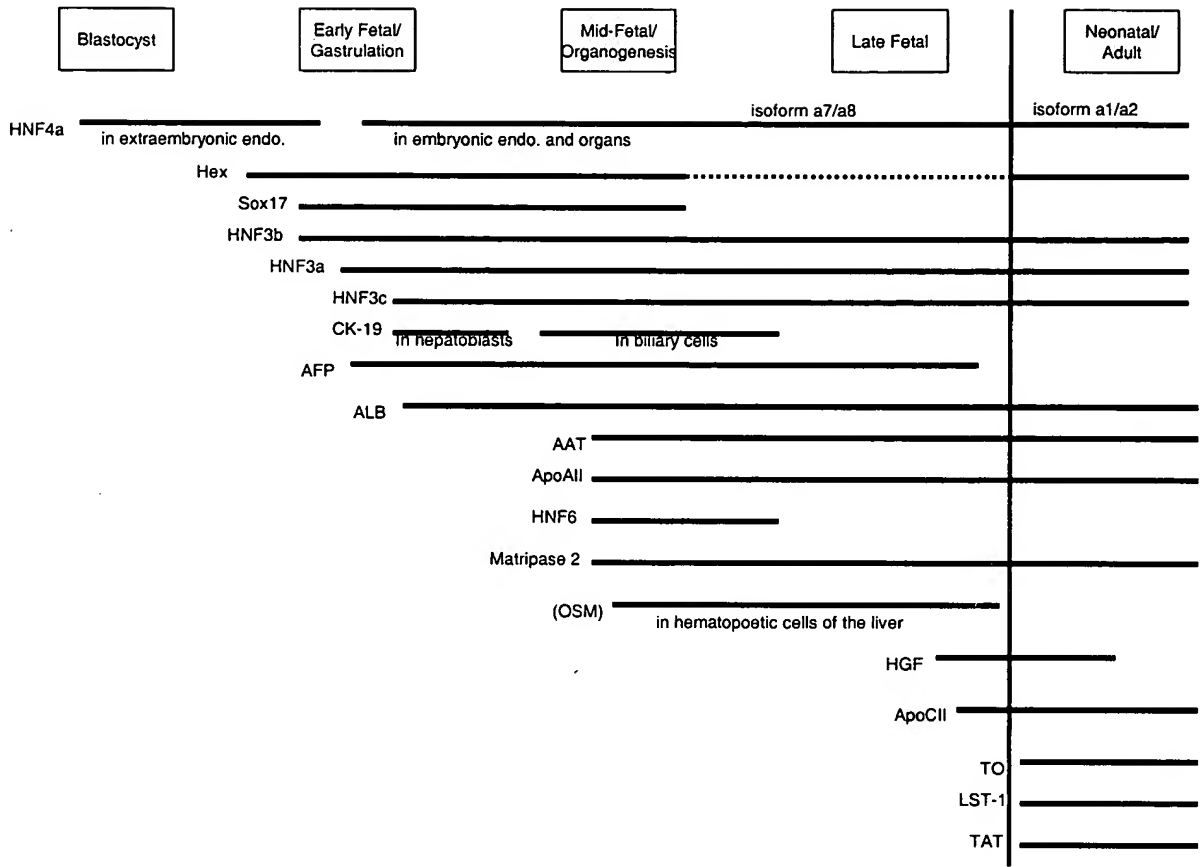 Blastocyst
Early Fetal/
Gastrulation
Mid-Fetal/
Organogenesis
Late Fetal
Neonatal/
Adult
isoform a7/a8
isoform a1/a2
HNF4a
in extraembryonic endo.
in embryonic endo. and organs
Hex
Sox17
HNF3b
HNF3a
HNF3c
CK-19
in hepatoblasts
in biliary cells
AFP
ALB
AAT
ApoAII
HNF6
Matripase 2
(OSM)
in hematopoetic cells of the liver
HGF
ApoCII
TO
LST-1
TAT